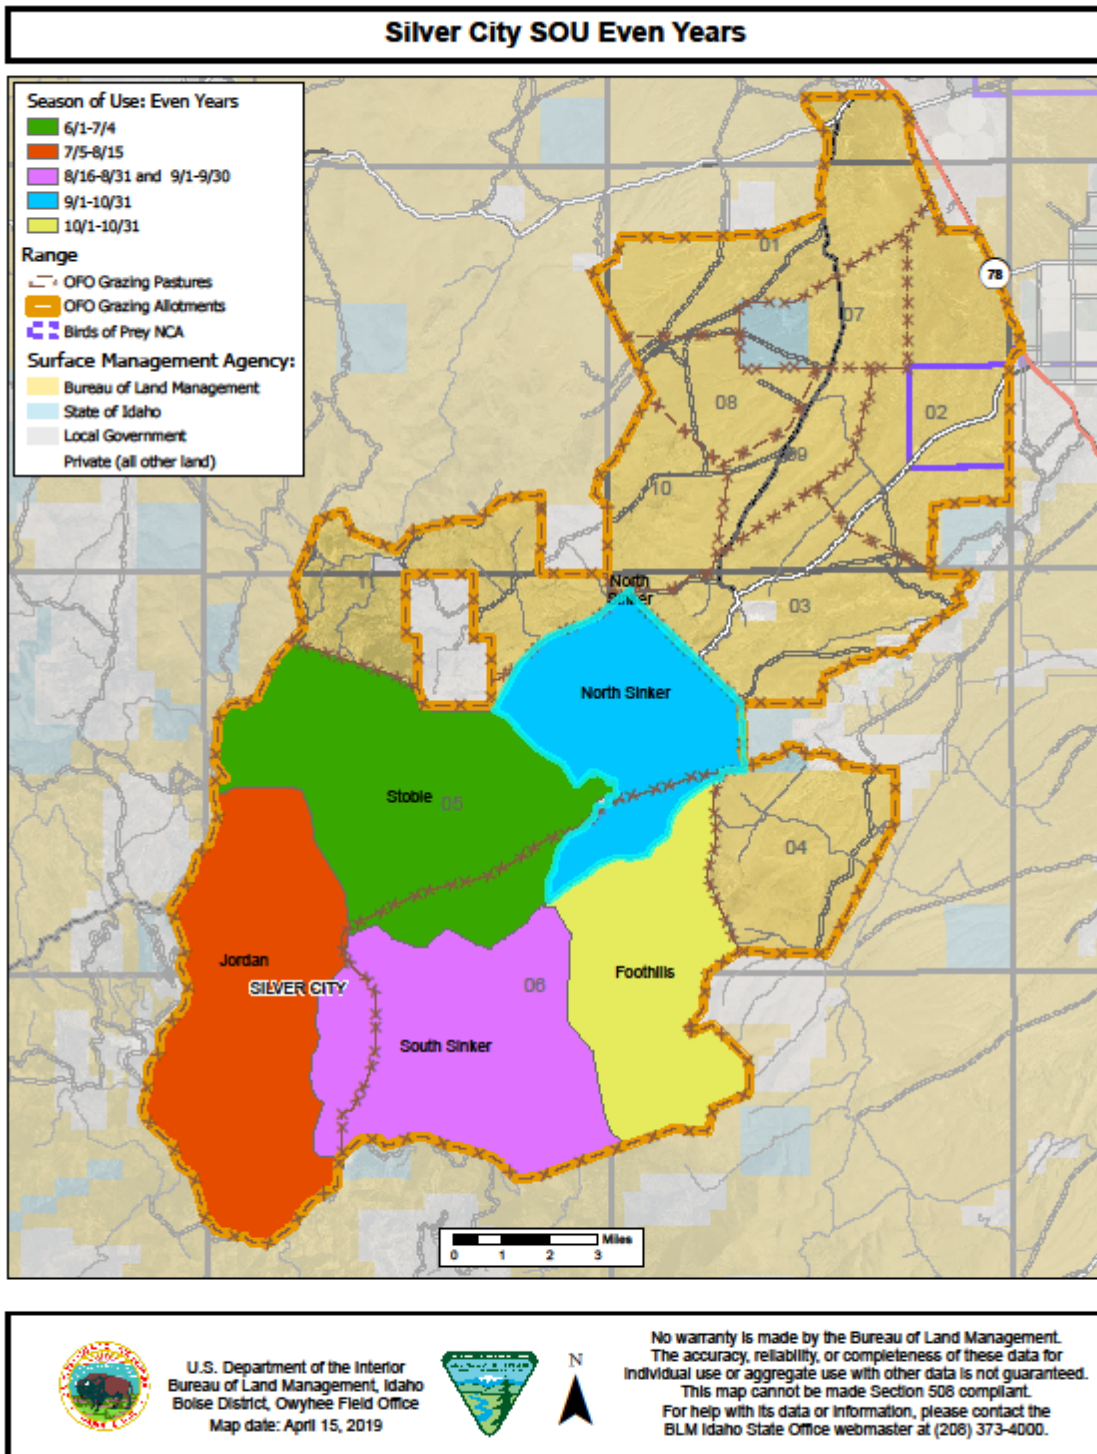 Silver City SOU Even Years
Season of Use: Even Years
6/1-7/4
7/5-8/15
8/16-8/31 and 9/1-9/30
9/1-10/31
10/1-10/31
Range
OFO Grazing Pastures
OFO Grazing Allotments
Birds of Prey NCA
Surface Management Agency:
Bureau of Land Management
State of Idaho
Local Government
Private (all other land)
01
78
07
08
02
09
10
11
North
Sinker
03
North Sinker
Stoble
05
04
Jordan
SILVER CITY
06
Foothills
South Sinker
Miles
0 1 2 3
U.S. Department of the Interior
Bureau of Land Management, Idaho
Boise District, Owyhee Field Office
Map date: April 15, 2019
N
No warranty is made by the Bureau of Land Management.
The accuracy, reliability, or completeness of these data for
individual use or aggregate use with other data is not guaranteed.
This map cannot be made Section 508 compliant.
For help with its data or information, please contact the
BLM Idaho State Office webmaster at (208) 373-4000.